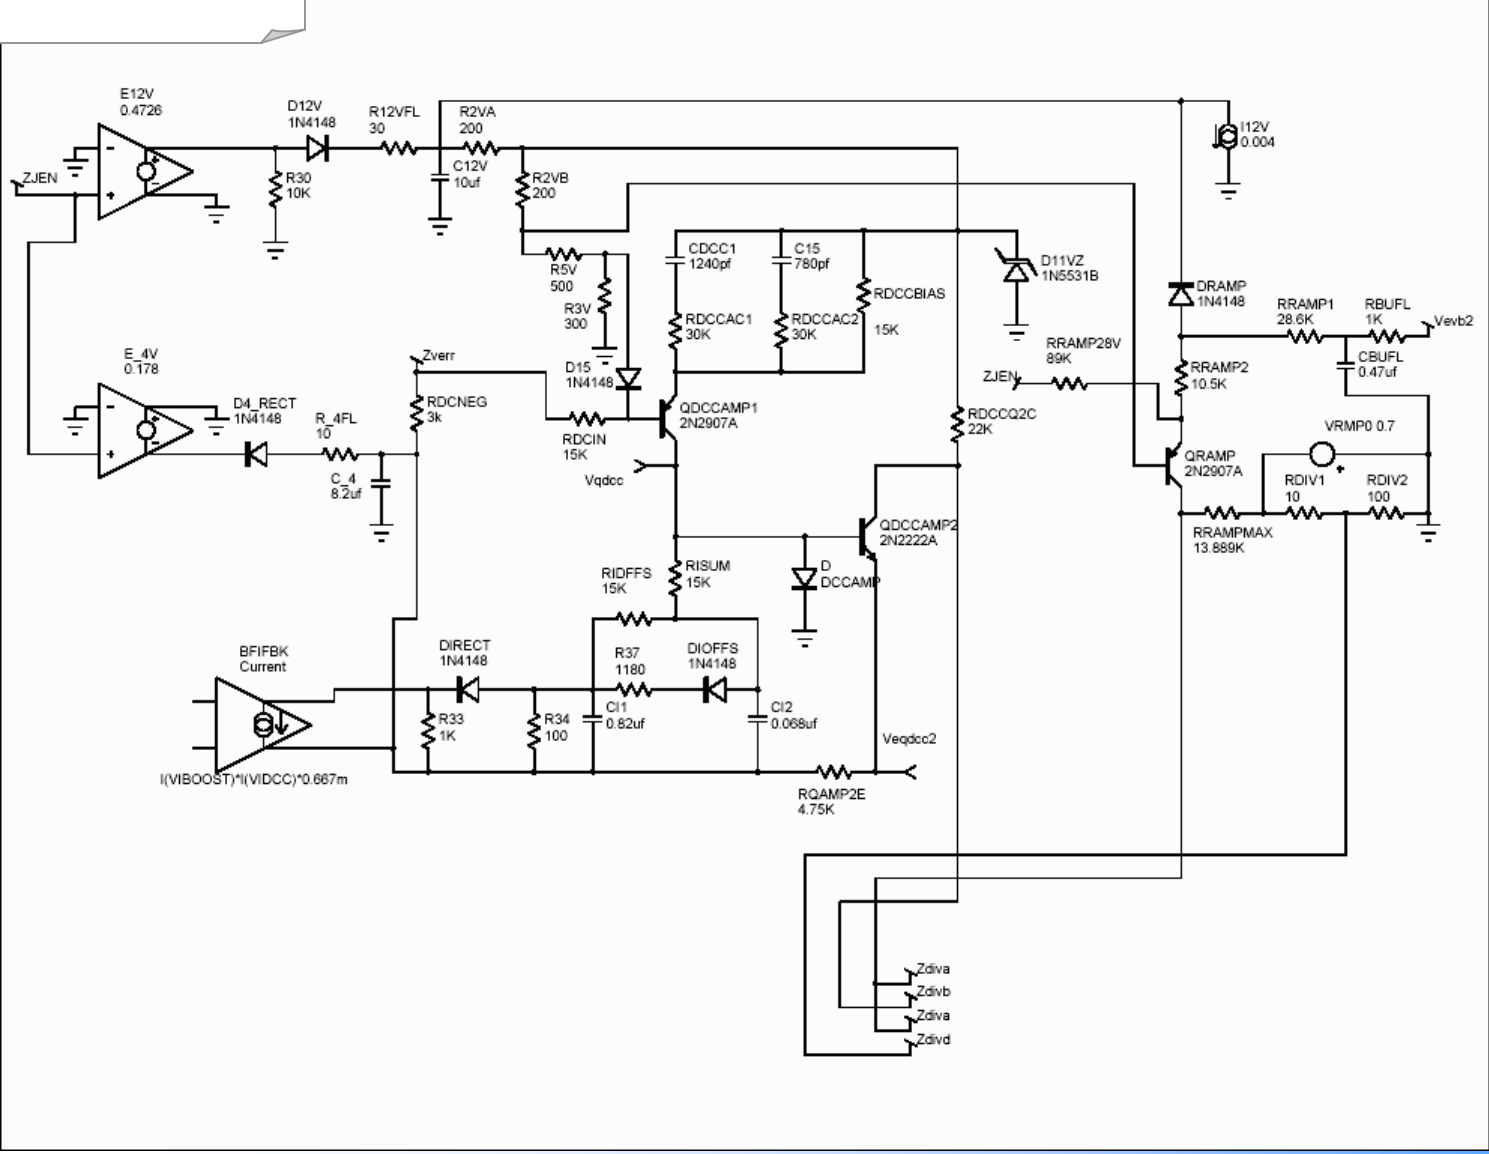 E12V
0.4726
D12V
1N4148
R12VFL
30
R2VA
200
I12V
0.004
ZJEN
R30
10K
C12V
10uf
R2VB
200
CDCC1
1240pf
C15
780pf
D11VZ
1N5531B
R5V
500
R3V
300
RDCCBIAS
15K
DRAMP
1N4148
RRAMP1
28.6K
RBUFL
1K
Vevb2
RDCCAC1
30K
RDCCAC2
30K
RRAMP28V
89K
ZJEN
CBUFL
0.47uf
RRAMP2
10.5K
E_4V
0.178
Zverr
D15
1N4148
D4_RECT
1N4148
R_4FL
10
RDCNEG
3k
QDCCAMP1
2N2907A
RDCCQ2C
22K
VRMP0 0.7
RDCIN
15K
QRAMP
2N2907A
C_4
8.2uf
Vqdcc
RDIV1
10
RDIV2
100
QDCCAMP2
2N2222A
RRAMPMAX
13.889K
RIDFFS
15K
RISUM
15K
D
DCCAMP
BFIFBK
Current
DIRECT
1N4148
R37
1180
DIOFFS
1N4148
R33
1K
R34
100
CI1
0.82uf
CI2
0.068uf
Veqdcc2
I(VIBOOST)*I(VIDCC)*0.667m
RQAMP2E
4.75K
Zdiva
Zdivb
Zdiva
Zdivd